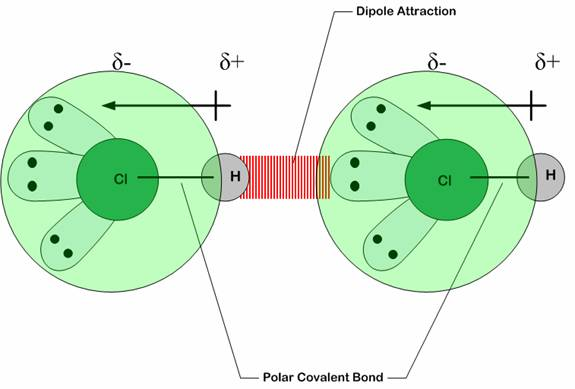 Dipole Attraction
δ- δ+ δ- δ+
Cl H Cl H
Polar Covalent Bond